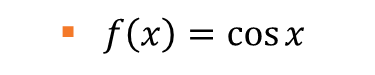 ▪ 𝑓(𝑥) = cos 𝑥